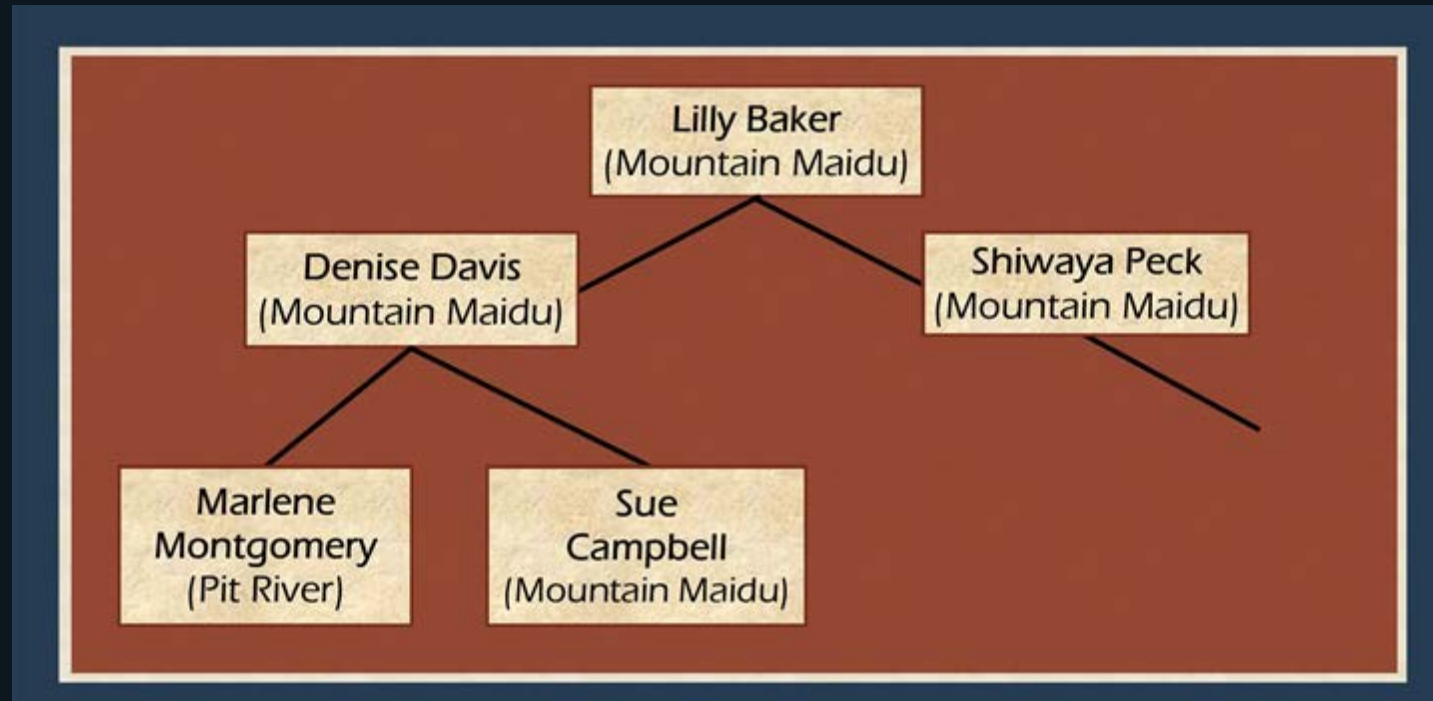 Lilly Baker
(Mountain Maidu)
Denise Davis
(Mountain Maidu)
Shiwaya Peck
(Mountain Maidu)
Marlene
Montgomery
(Pit River)
Sue
Campbell
(Mountain Maidu)